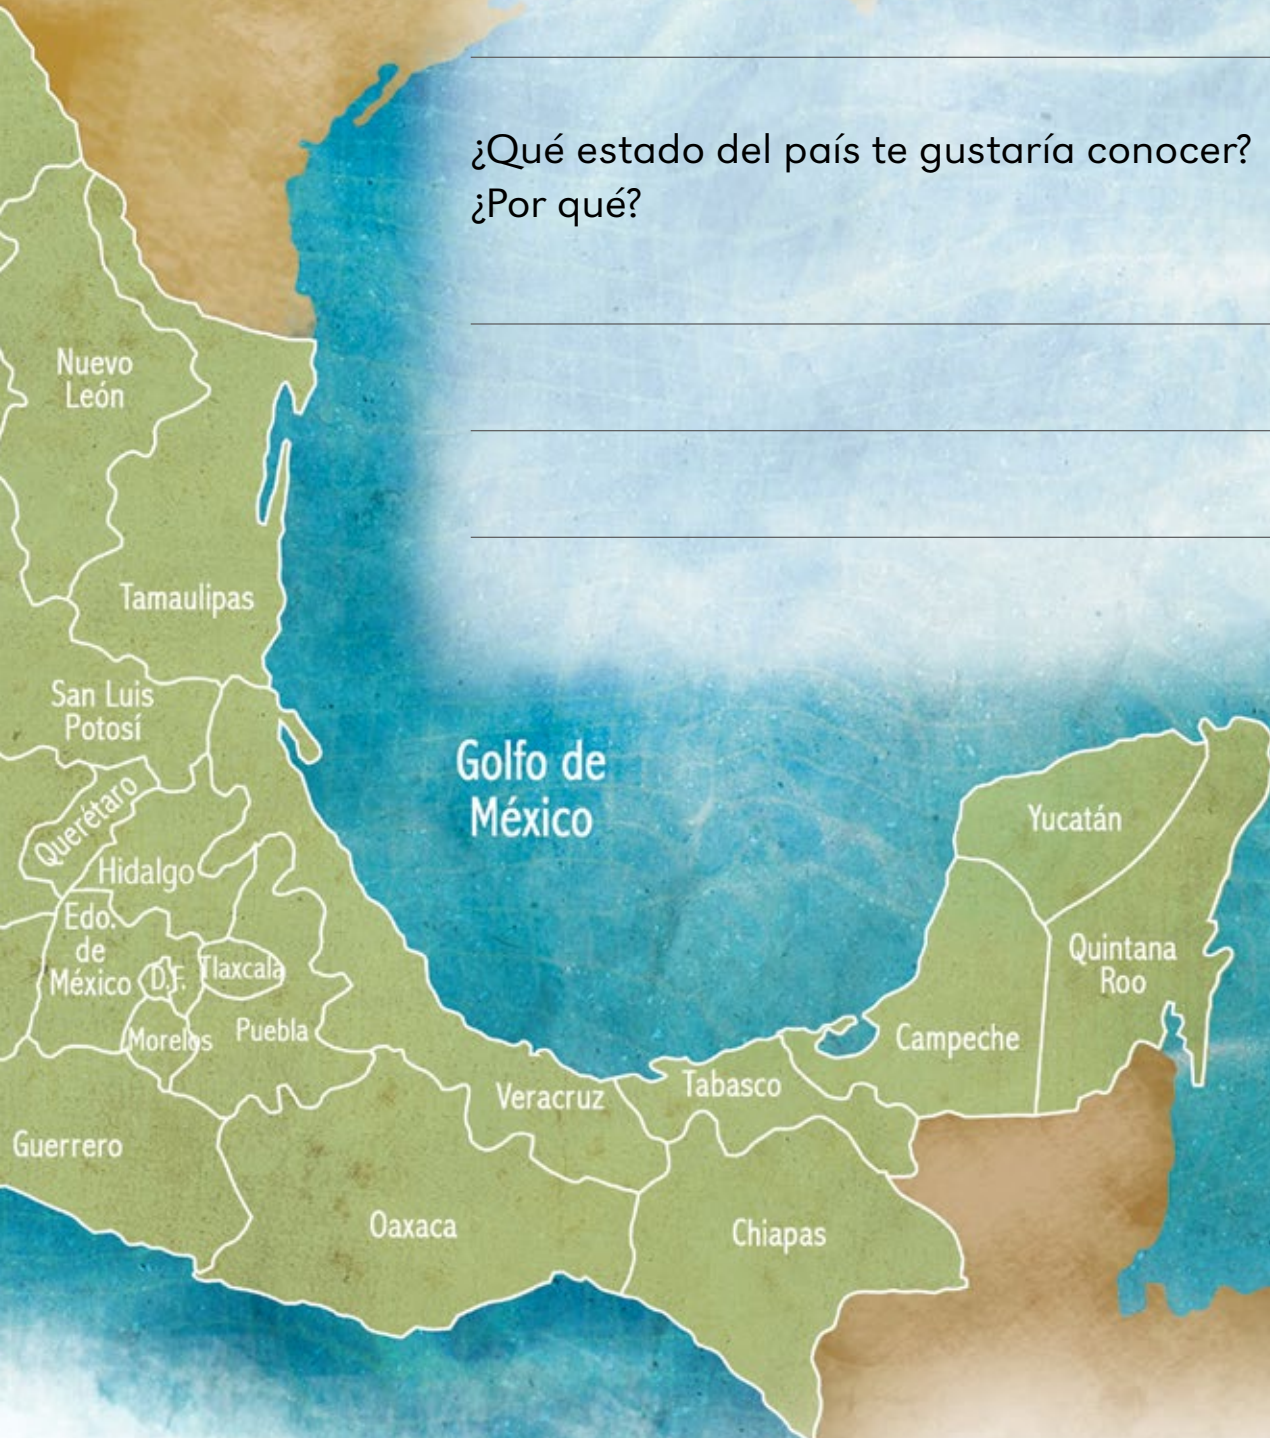 ¿Qué estado del país te gustaría conocer?
¿Por qué?
Nuevo
León
Tamaulipas
San Luis
Potosí
Querétaro
Hidalgo
Edo.
de
México
D.F.
Tlaxcala
Morelos
Puebla
Guerrero
Golfo de
México
Veracruz
Tabasco
Oaxaca
Chiapas
Yucatán
Quintana
Roo
Campeche